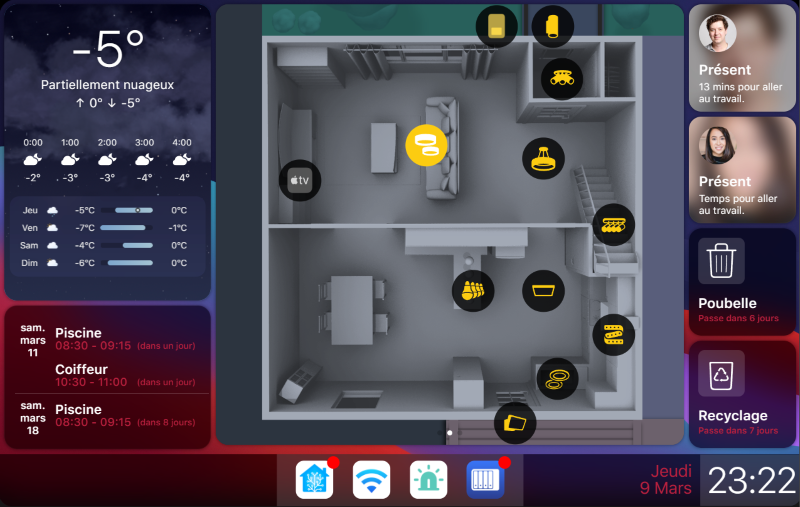 -5°
Partiellement nuageux
↑ 0° ↓ -5°
0:00 1:00 2:00 3:00 4:00
-2° -3° -3° -4° -4°
Jeu -5°C 0°C
Ven -7°C -1°C
Sam -4°C 0°C
Dim -6°C 0°C
sam. mars 11
Piscine
08:30 - 09:15 (dans un jour)
Coiffeur
10:30 - 11:00 (dans un jour)
sam. mars 18
Piscine
08:30 - 09:15 (dans 8 jours)
tv
Présent
13 mins pour aller
au travail.
Présent
Temps pour aller
au travail.
Poubelle
Passe dans 6 jours
Recyclage
Passe dans 7 jours
Jeudi
9 Mars
23:22